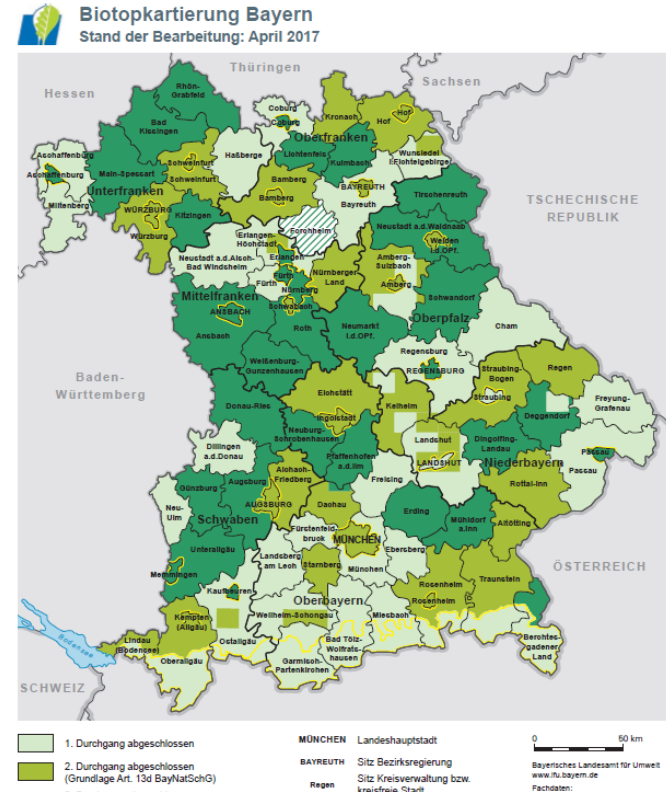 Biotopkartierung Bayern
Stand der Bearbeitung: April 2017
Thüringen
Hessen
Sachsen
Rhön-
Grabfeld
Coburg
Coburg
Kronach
Hof
Hof
Bad
Kissingen
Oberfranken
Lichtenfels
Kulmbach
Wunsiedel
i.Fichtelgebirge
Aschaffenburg
Aschaffenburg
Main-Spessart
Schweinfurt
Schweinfurt
Haßberge
Bamberg
Bamberg
BAYREUTH
Bayreuth
Tirschenreuth
Miltenberg
Unterfranken
WÜRZBURG
Würzburg
Kitzingen
TSCHECHISCHE
REPUBLIK
Erlangen-
Höchstadt
Forchheim
Neustadt a.d.Waldnaab
Weiden
i.d.OPf.
Neustadt a.d.Aisch-
Bad Windsheim
Erlangen
Fürth
Fürth
Nürnberg
Nürnberger
Land
Amberg-
Sulzbach
Amberg
Mittelfranken
ANSBACH
Ansbach
Schwabach
Roth
Neumarkt
i.d.OPf.
Schwandorf
Oberpfalz
Cham
Baden-
Württemberg
Weißenburg-
Gunzenhausen
Regensburg
REGENSBURG
Straubing-
Bogen
Straubing
Regen
Donau-Ries
Eichstätt
Ingolstadt
Kelheim
Deggendorf
Freyung-
Grafenau
Neuburg-
Schrobenhausen
Landshut
LANDSHUT
Dingolfing-
Landau
Niederbayern
Passau
Passau
Dillingen
a.d.Donau
Pfaffenhofen
a.d.Ilm
Rottal-Inn
Günzburg
Augsburg
AUGSBURG
Aichach-
Friedberg
Freising
Neu-
Ulm
Schwaben
Dachau
Erding
Mühldorf
a.Inn
Altötting
Unterallgäu
Fürstenfeld
bruck
MÜNCHEN
München
Ebersberg
Landsberg
am Lech
Starnberg
ÖSTERREICH
Memmingen
Kaufbeuren
Oberbayern
Rosenheim
Rosenheim
Traunstein
Weilheim-Schongau
Miesbach
Kempten
(Allgäu)
Lindau
(Bodensee)
Bodensee
Ostallgäu
Oberallgäu
Bad Tölz-
Wolfrats-
hausen
Garmisch-
Partenkirchen
Berchtes-
gadener
Land
SCHWEIZ
1. Durchgang abgeschlossen
2. Durchgang abgeschlossen
(Grundlage Art. 13d BayNatSchG)
MÜNCHEN Landeshauptstadt
BAYREUTH Sitz Bezirksregierung
Regen Sitz Kreisverwaltung bzw.
kreisfreie Stadt
0 50 km
Bayerisches Landesamt für Umwelt
www.lfu.bayern.de
Fachdaten: